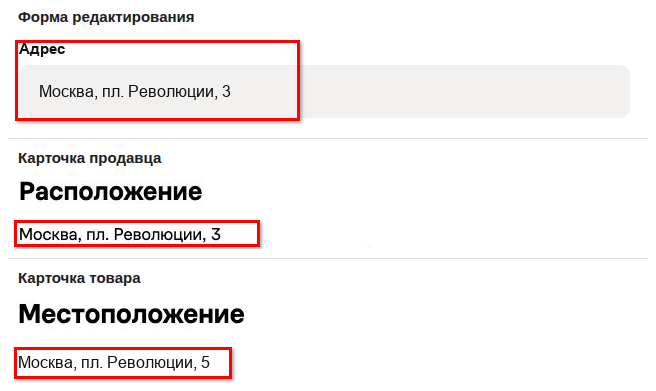 Форма редактирования
Адрес
Москва, пл. Революции, 3
Карточка продавца
Расположение
Москва, пл. Революции, 3
Карточка товара
Местоположение
Москва, пл. Революции, 5